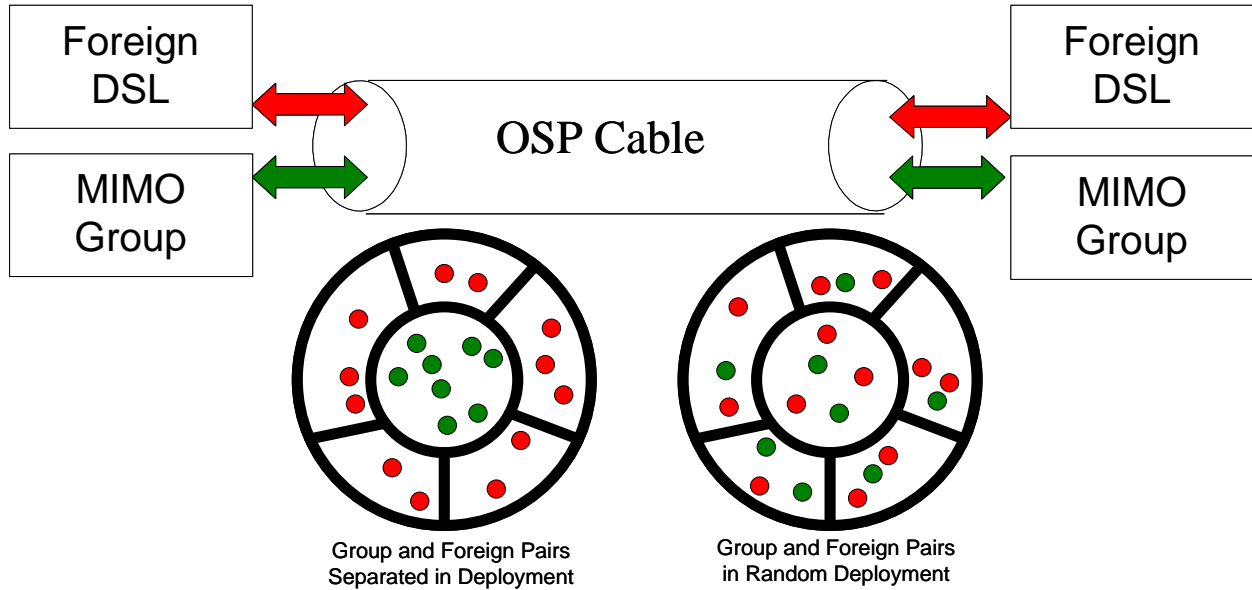 Foreign
DSL
MIMO
Group
OSP Cable
Foreign
DSL
MIMO
Group
Group and Foreign Pairs
Separated in Deployment
Group and Foreign Pairs
in Random Deployment